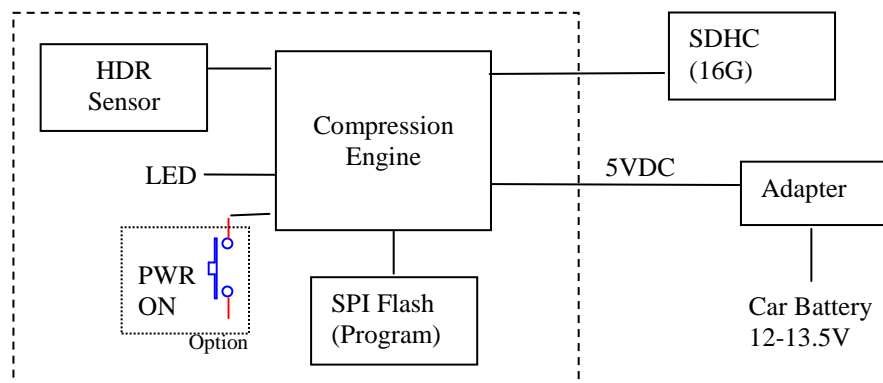 HDR
Sensor
Compression
Engine
SDHC
(16G)
LED
5VDC
Adapter
PWR
ON
Option
SPI Flash
(Program)
Car Battery
12-13.5V